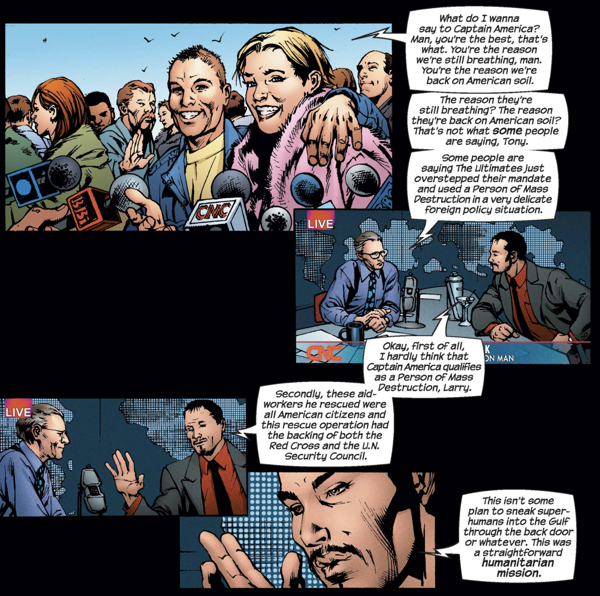 What do I wanna
say to Captain America?
Man, you're the best, that's
what. You're the reason
we're still breathing, man.
You're the reason we're
back on American soil.
The reason they're
still breathing? The reason
they're back on American soil?
That's not what some people
are saying, Tony.
Some people are
saying The Ultimates just
overstepped their mandate
and used a Person of Mass
Destruction in a very delicate
foreign policy situation.
CNC
LIVE
CNC
K
ON MAN
Okay, first of all,
I hardly think that
Captain America qualifies
as a Person of Mass
Destruction, Larry.
LIVE
Secondly, these aid-
workers he rescued were
all American citizens and
this rescue operation had
the backing of both the
Red Cross and the U.N.
Security Council.
This isn't some
plan to sneak super-
humans into the Gulf
through the back door
or whatever. This was
a straightforward
humanitarian
mission.